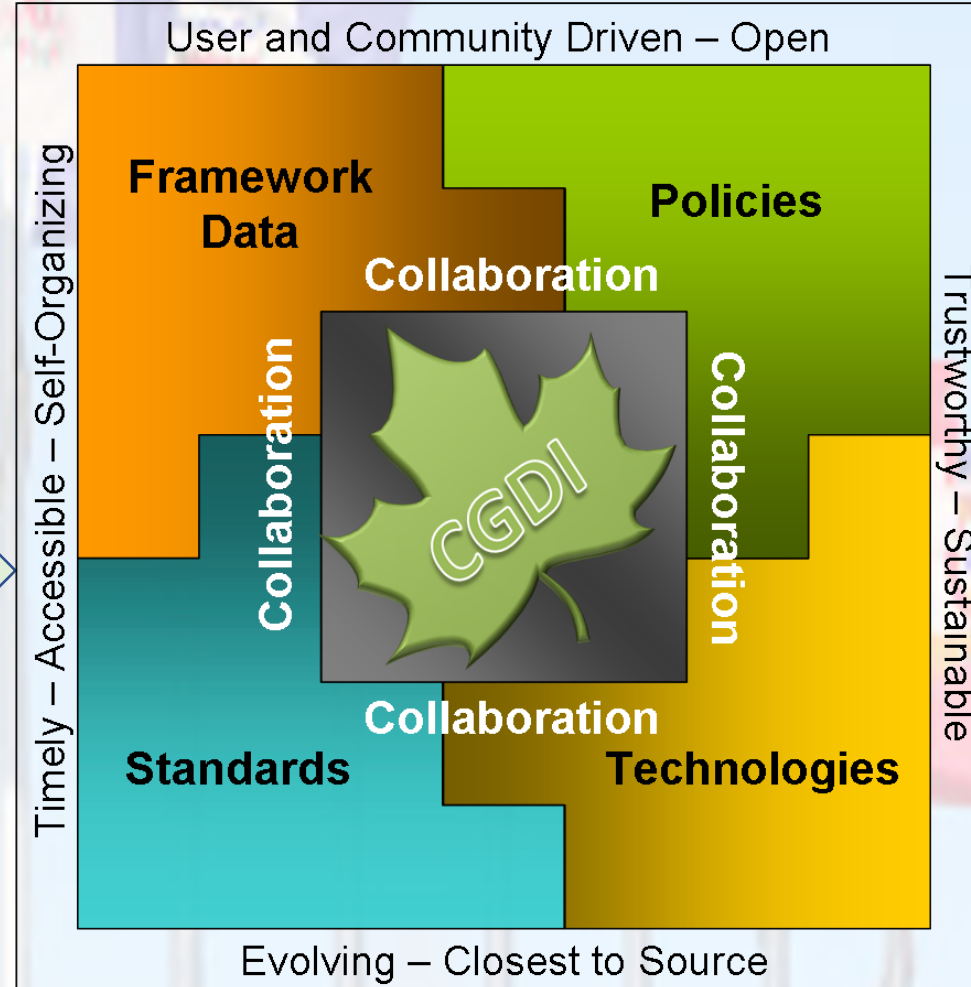 User and Community Driven – Open
Timely – Accessible – Self-Organizing
Framework
Data
Policies
Collaboration
Collaboration
CGDI
Collaboration
Trustworthy – Sustainable
Collaboration
Standards
Technologies
Evolving – Closest to Source